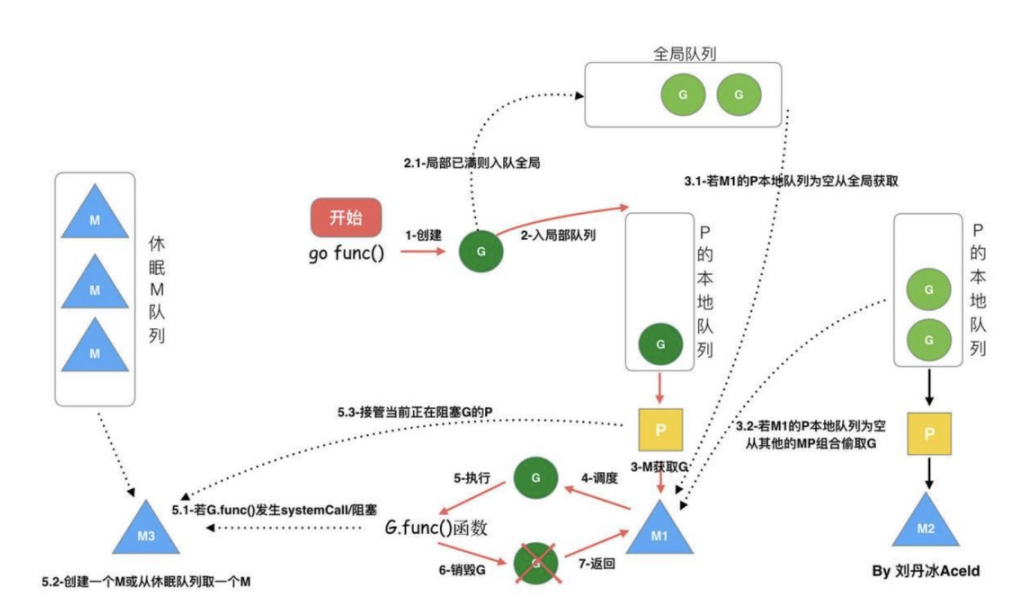 全局队列
G
G
2.1-局部已满则入队全局
3.1-若M1的P本地队列为空从全局获取
开始
go func()
1-创建
G
2-入局部队列
P的本地队列
G
P的本地队列
G
G
M
M
M
休眠M队列
5.3-接管当前正在阻塞G的P
P
3.2-若M1的P本地队列为空
从其他的MP组合偷取G
P
3-M获取G
5-执行
G
4-调度
5.1-若G.func()发生systemCall/阻塞
G.func()函数
M3
M1
M2
6-销毁G
G
7-返回
5.2-创建一个M或从休眠队列取一个M
By 刘丹冰Aceld